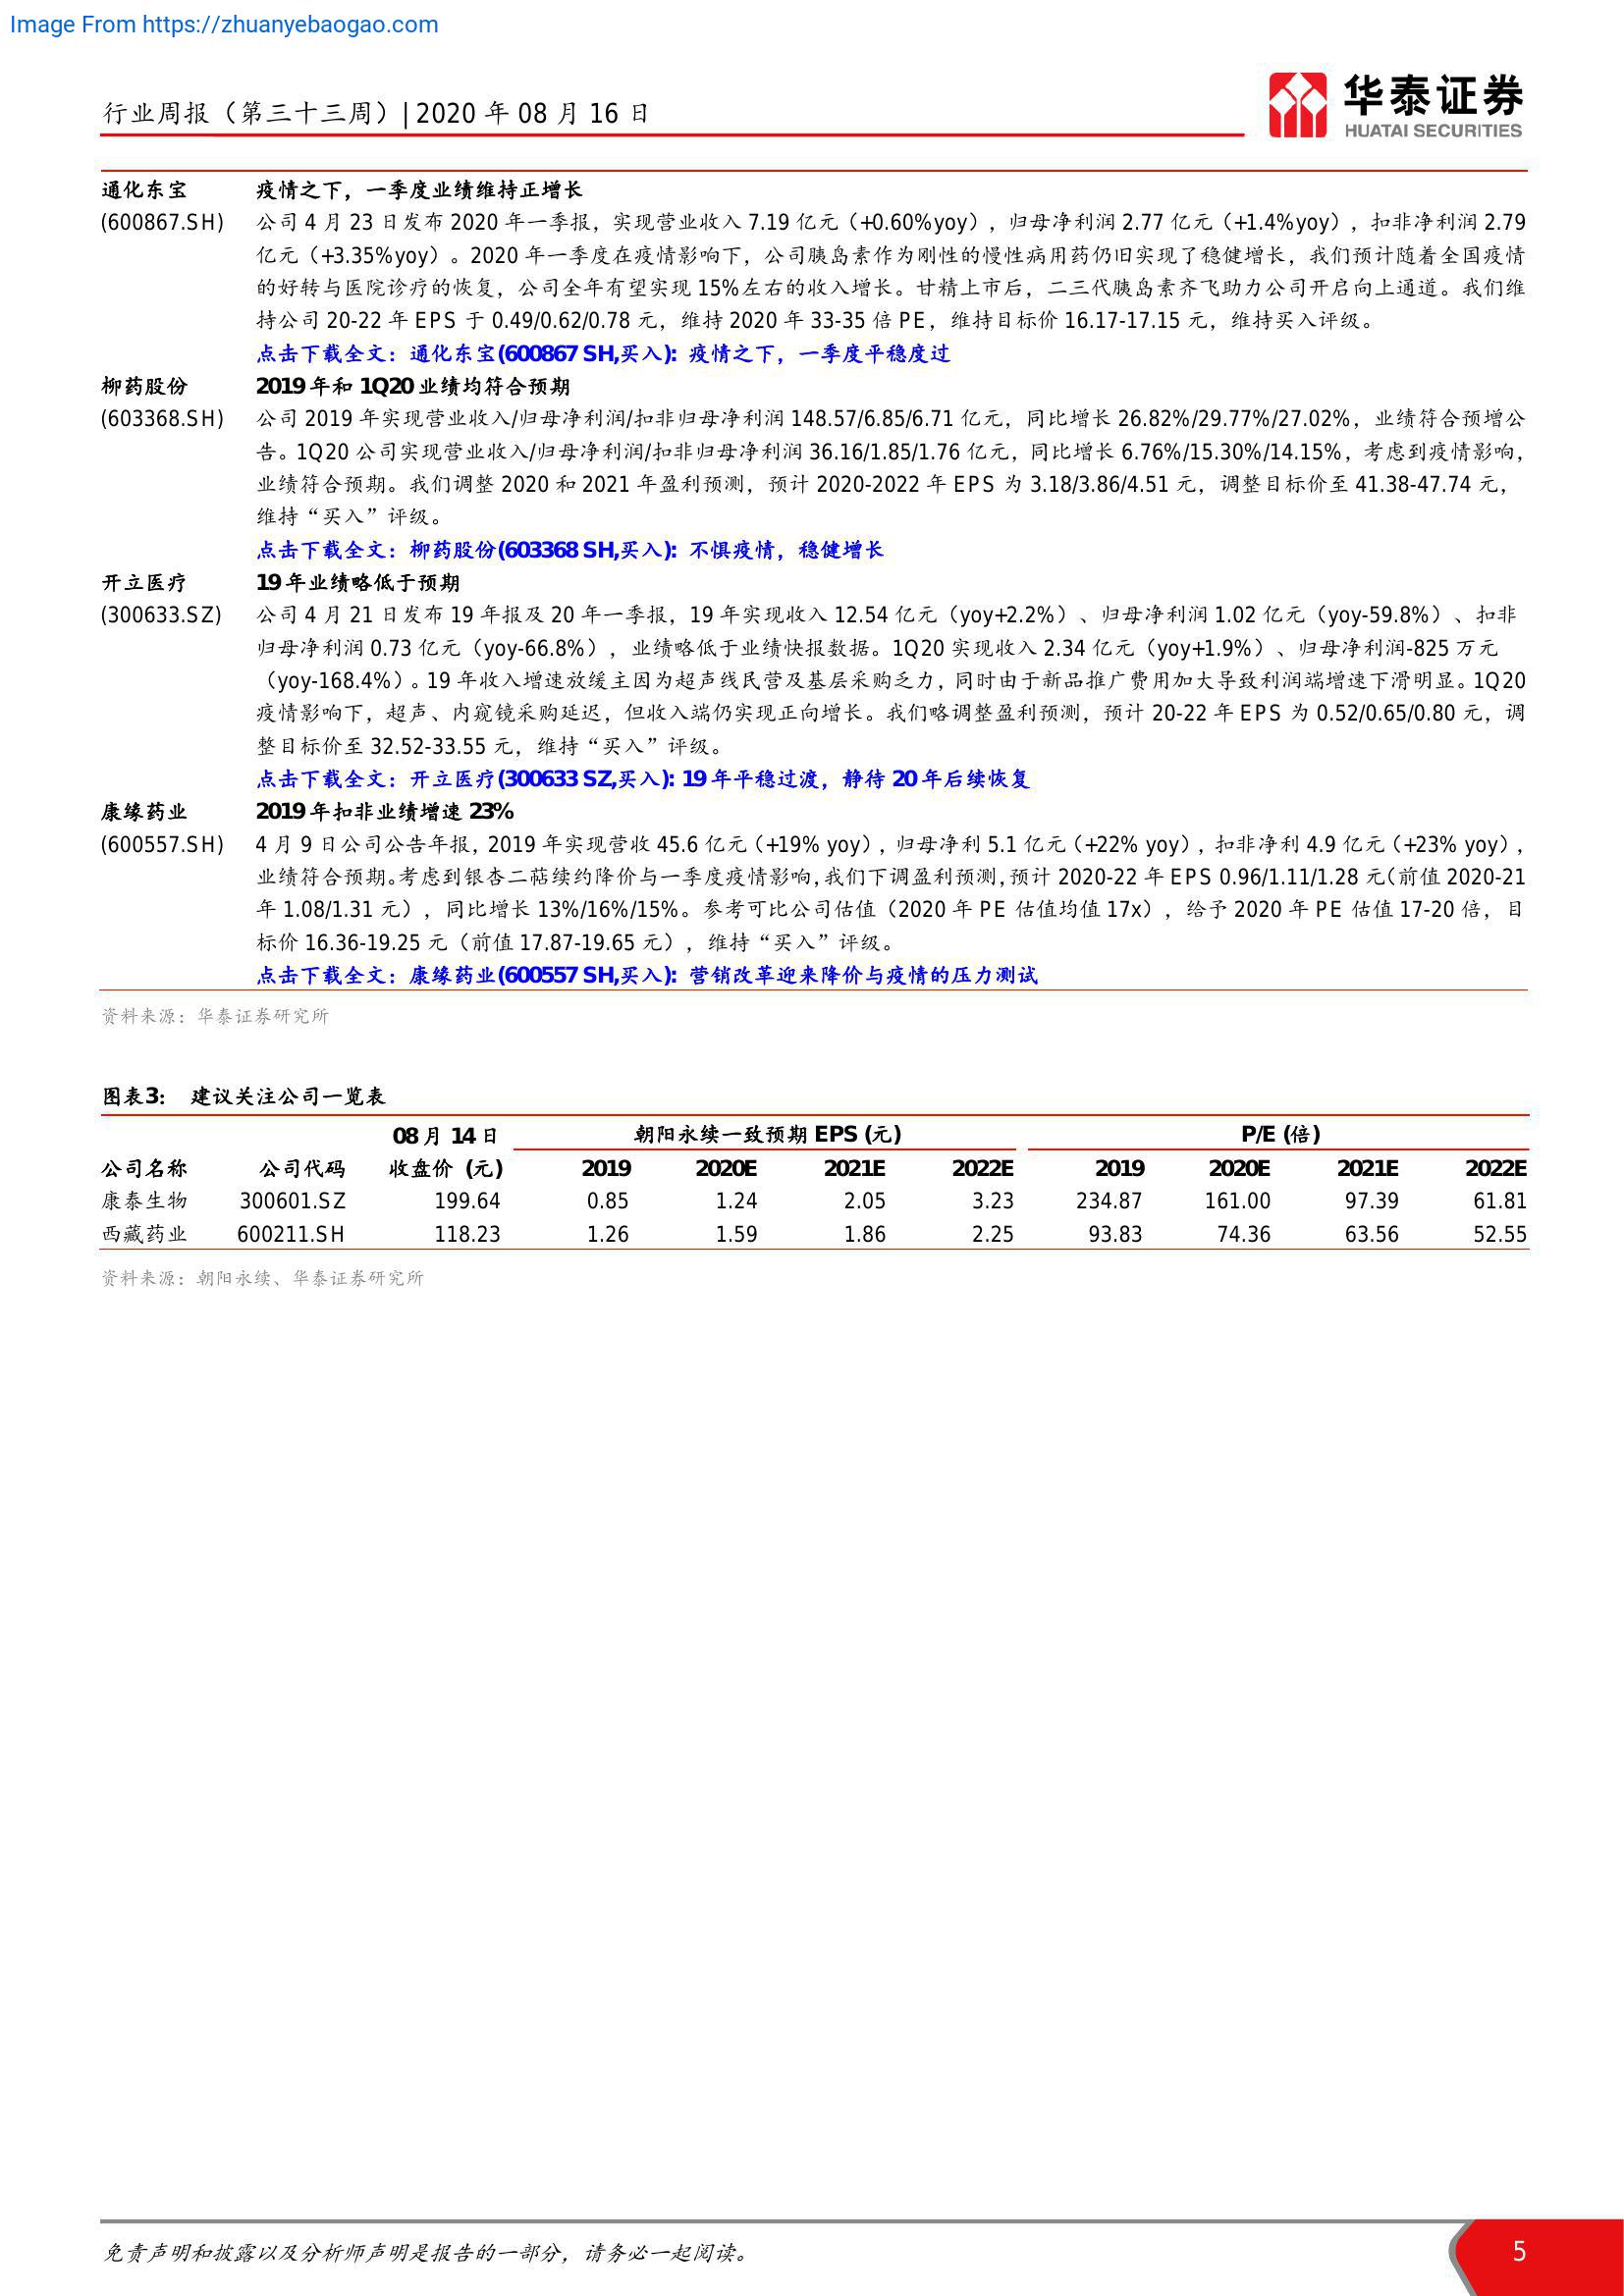 Image From https://zhuanyebaogao.com
行业周报（第三十三周）| 2020 年 08 月 16 日
华泰证券
HUATAI SECURITIES
通化东宝 疫情之下，一季度业绩维持正增长
(600867.SH) 公司 4 月 23 日发布 2020 年一季报，实现营业收入 7.19 亿元（+0.60%yoy），归母净利润 2.77 亿元（+1.4%yoy），扣非净利润 2.79
亿元（+3.35%yoy）。2020 年一季度在疫情影响下，公司胰岛素作为刚性的慢性病用药仍旧实现了稳健增长，我们预计随着全国疫情
的好转与医院诊疗的恢复，公司全年有望实现 15%左右的收入增长。甘精上市后，二三代胰岛素齐飞助力公司开启向上通道。我们维
持公司 20-22 年 EPS 于 0.49/0.62/0.78 元，维持 2020 年 33-35 倍 PE，维持目标价 16.17-17.15 元，维持买入评级。
点击下载全文：通化东宝(600867 SH,买入): 疫情之下，一季度平稳度过
柳药股份 2019 年和 1Q20 业绩均符合预期
(603368.SH) 公司 2019 年实现营业收入/归母净利润/扣非归母净利润 148.57/6.85/6.71 亿元，同比增长 26.82%/29.77%/27.02%，业绩符合预增公
告。1Q20 公司实现营业收入/归母净利润/扣非归母净利润 36.16/1.85/1.76 亿元，同比增长 6.76%/15.30%/14.15%，考虑到疫情影响，
业绩符合预期。我们调整 2020 和 2021 年盈利预测，预计 2020-2022 年 EPS 为 3.18/3.86/4.51 元，调整目标价至 41.38-47.74 元，
维持“买入”评级。
点击下载全文：柳药股份(603368 SH,买入): 不惧疫情，稳健增长
开立医疗 19 年业绩略低于预期
(300633.SZ) 公司 4 月 21 日发布 19 年报及 20 年一季报，19 年实现收入 12.54 亿元（yoy+2.2%）、归母净利润 1.02 亿元（yoy-59.8%）、扣非
归母净利润 0.73 亿元（yoy-66.8%），业绩略低于业绩快报数据。1Q20 实现收入 2.34 亿元（yoy+1.9%）、归母净利润-825 万元
（yoy-168.4%）。19 年收入增速放缓主因为超声线民营及基层采购乏力，同时由于新品推广费用加大导致利润端增速下滑明显。1Q20
疫情影响下，超声、内窥镜采购延迟，但收入端仍实现正向增长。我们略调整盈利预测，预计 20-22 年 EPS 为 0.52/0.65/0.80 元，调
整目标价至 32.52-33.55 元，维持“买入”评级。
点击下载全文：开立医疗(300633 SZ,买入): 19 年平稳过渡，静待 20 年后续恢复
康缘药业 2019 年扣非业绩增速 23%
(600557.SH) 4 月 9 日公司公告年报，2019 年实现营收 45.6 亿元（+19% yoy），归母净利 5.1 亿元（+22% yoy），扣非净利 4.9 亿元（+23% yoy），
业绩符合预期。考虑到银杏二萜续约降价与一季度疫情影响，我们下调盈利预测，预计 2020-22 年 EPS 0.96/1.11/1.28 元（前值 2020-21
年 1.08/1.31 元），同比增长 13%/16%/15%。参考可比公司估值（2020 年 PE 估值均值 17x），给予 2020 年 PE 估值 17-20 倍，目
标价 16.36-19.25 元（前值 17.87-19.65 元），维持“买入”评级。
点击下载全文：康缘药业(600557 SH,买入): 营销改革迎来降价与疫情的压力测试
资料来源：华泰证券研究所
图表3： 建议关注公司一览表
08 月 14 日 朝阳永续一致预期 EPS (元) P/E (倍)
公司名称 公司代码 收盘价 (元) 2019 2020E 2021E 2022E 2019 2020E 2021E 2022E
康泰生物 300601.SZ 199.64 0.85 1.24 2.05 3.23 234.87 161.00 97.39 61.81
西藏药业 600211.SH 118.23 1.26 1.59 1.86 2.25 93.83 74.36 63.56 52.55
资料来源：朝阳永续、华泰证券研究所
免责声明和披露以及分析师声明是报告的一部分，请务必一起阅读。 5